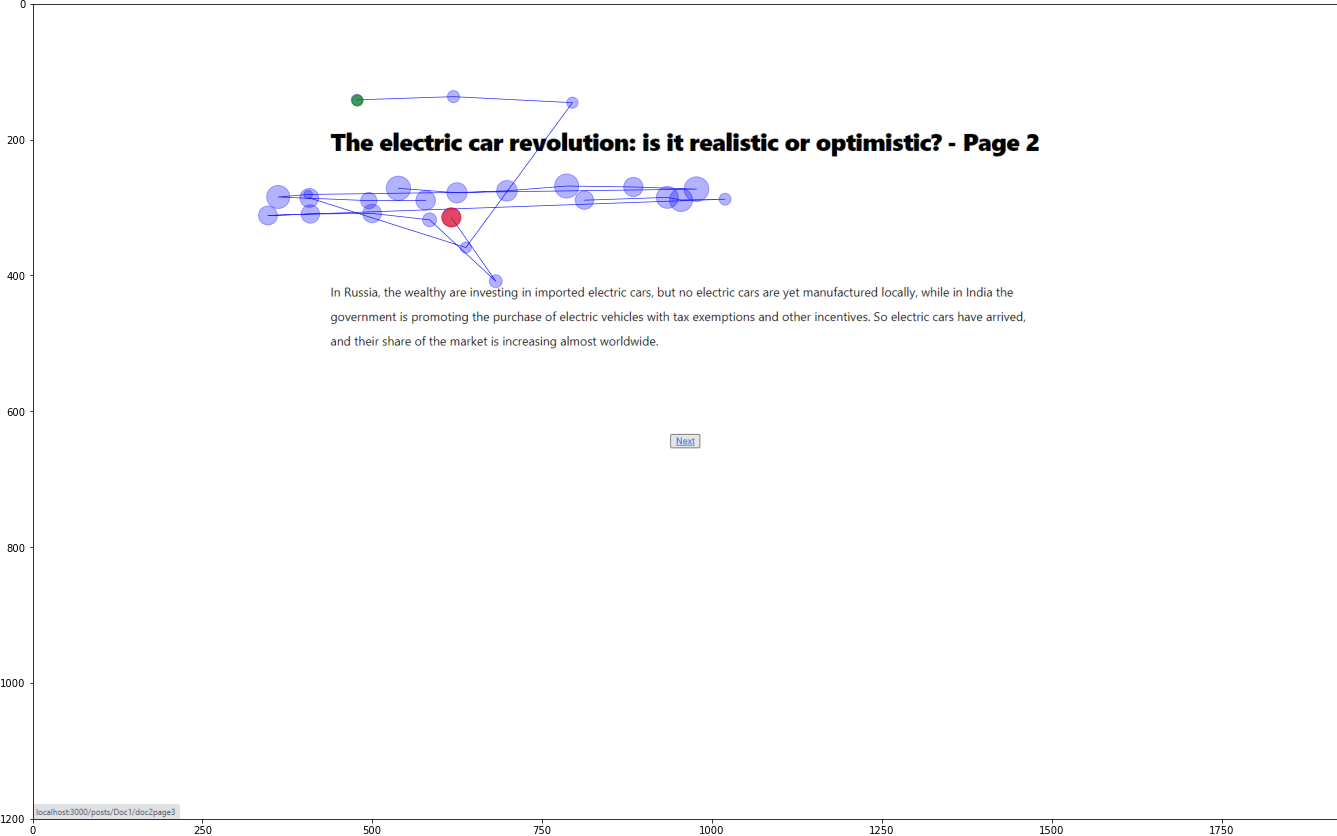 0
200
The electric car revolution: is it realistic or optimistic? - Page 2
400
In Russia, the wealthy are investing in imported electric cars, but no electric cars are yet manufactured locally, while in India the
government is promoting the purchase of electric vehicles with tax exemptions and other incentives. So electric cars have arrived,
and their share of the market is increasing almost worldwide.
600
Next
800
1000
localhost:3000/posts/Doc1/doc2page3
1200
0 250 500 750 1000 1250 1500 1750